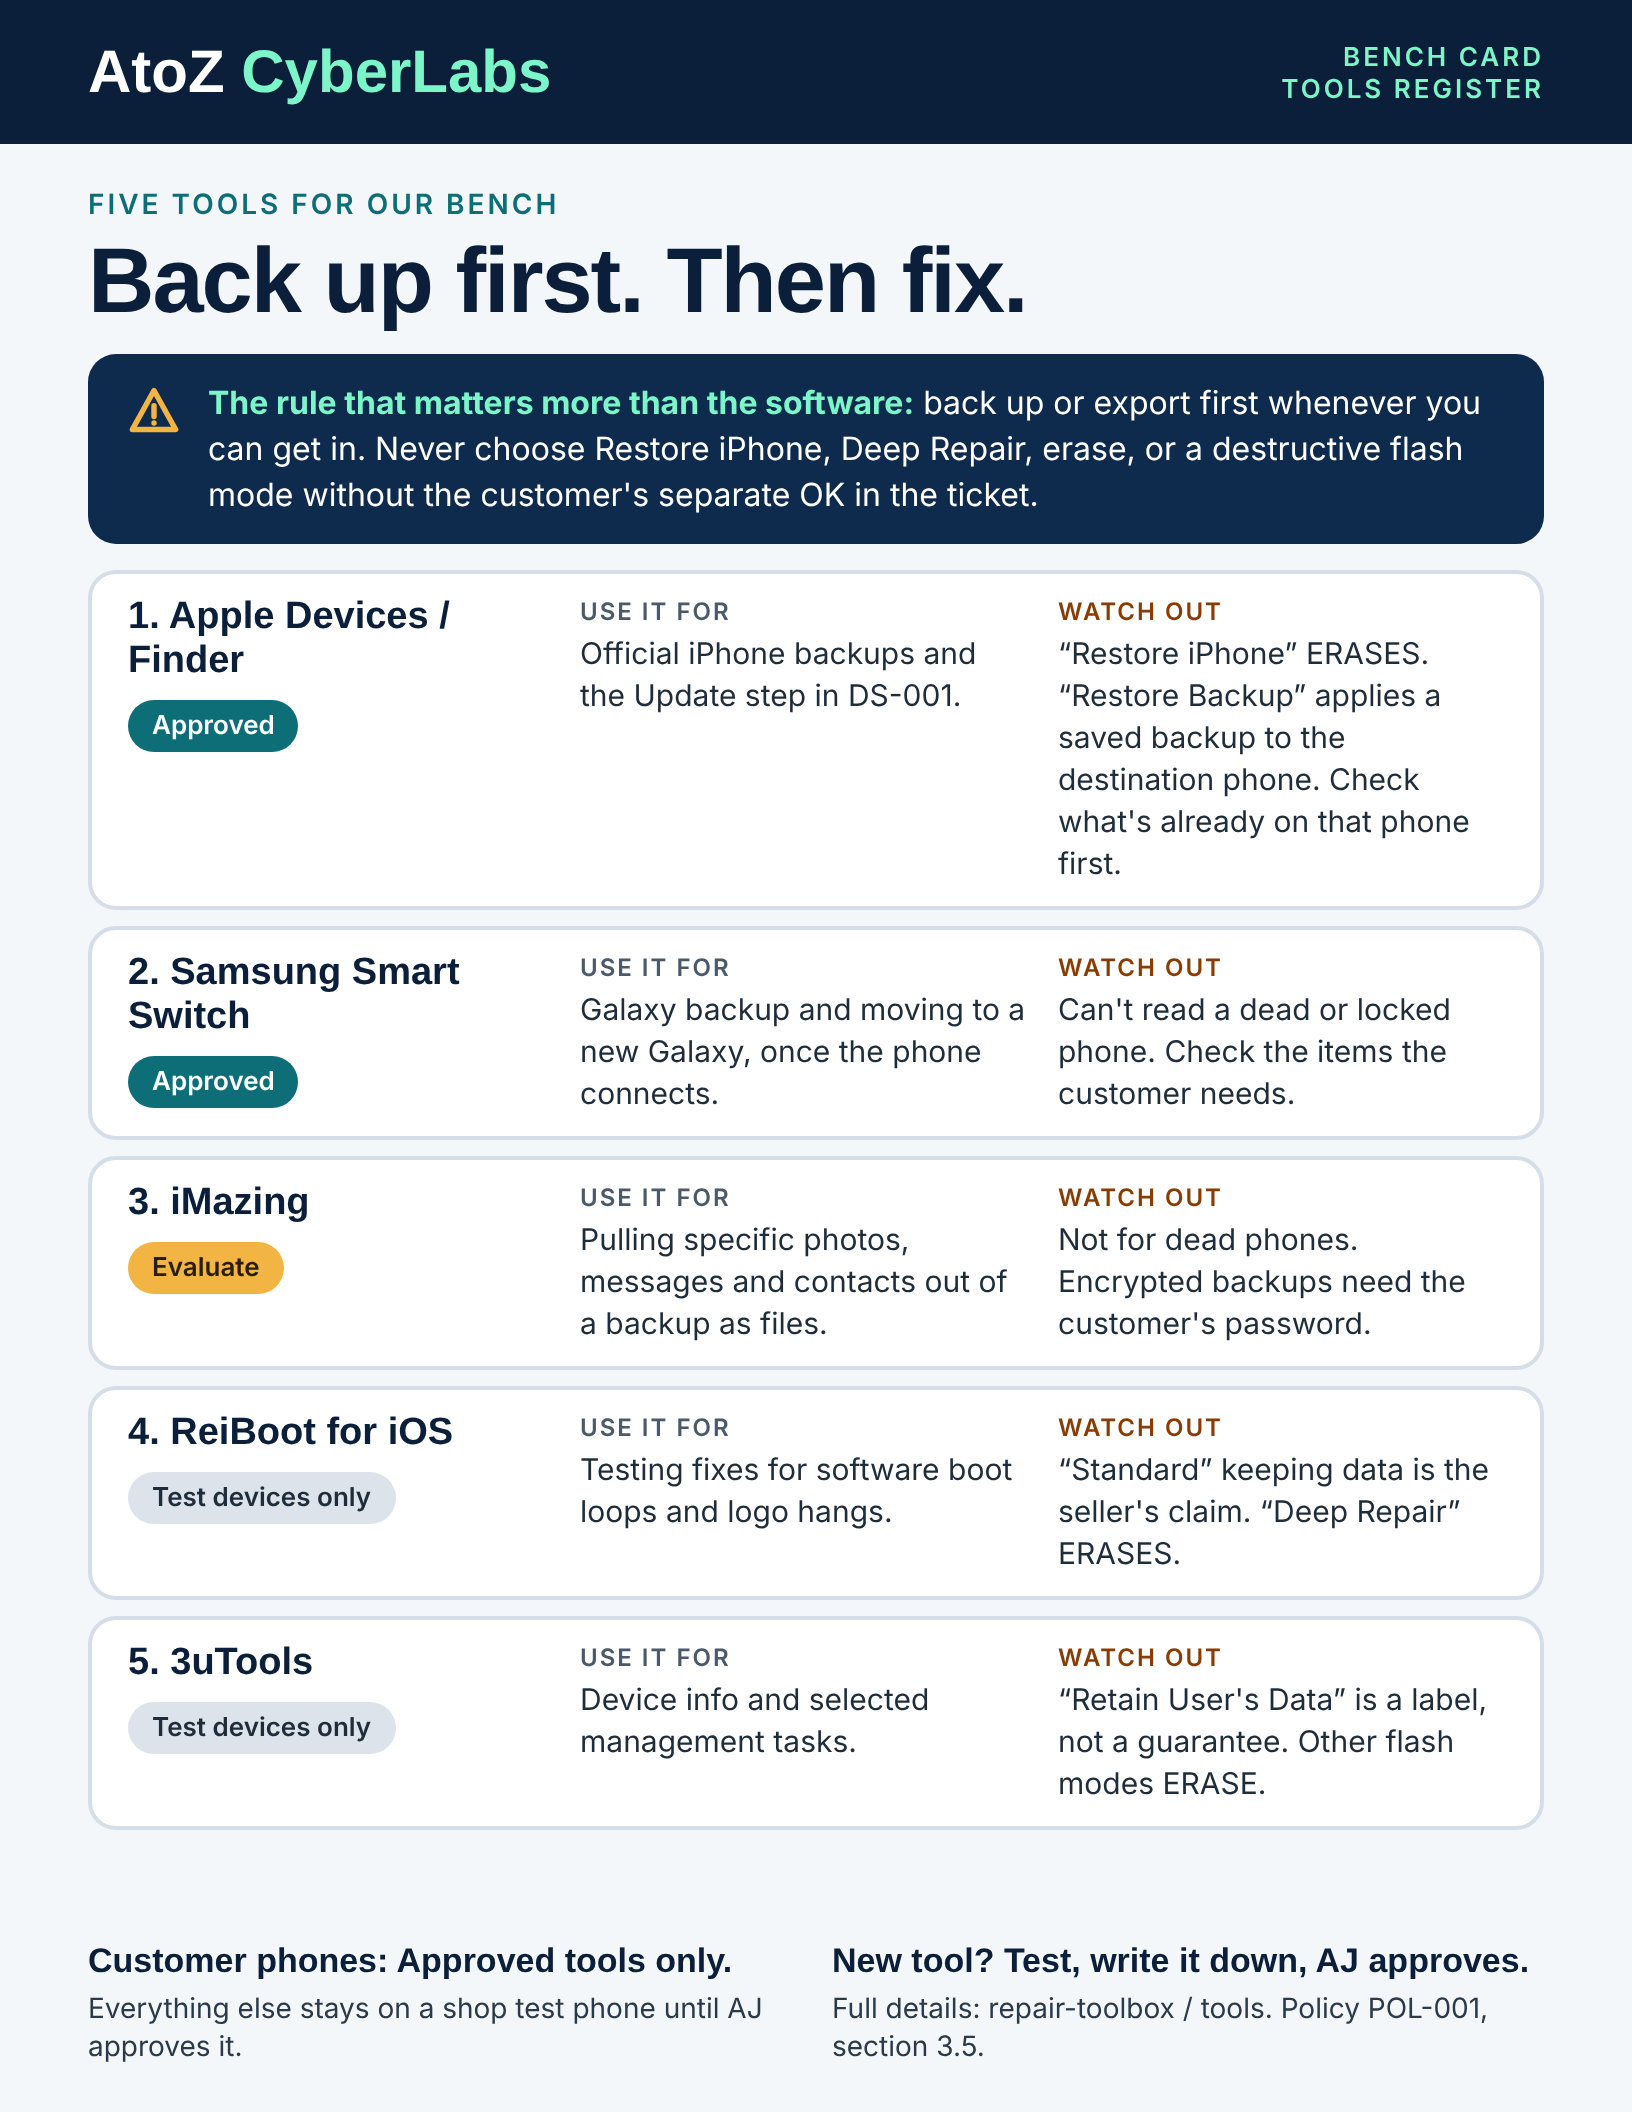 AtoZ CyberLabs
BENCH CARD
TOOLS REGISTER
FIVE TOOLS FOR OUR BENCH
Back up first. Then fix.
The rule that matters more than the software: back up or export first whenever you
can get in. Never choose Restore iPhone, Deep Repair, erase, or a destructive flash
mode without the customer's separate OK in the ticket.
1. Apple Devices /
Finder
Approved
USE IT FOR
Official iPhone backups and
the Update step in DS-001.
WATCH OUT
“Restore iPhone” ERASES.
“Restore Backup” applies a
saved backup to the
destination phone. Check
what's already on that phone
first.
2. Samsung Smart
Switch
Approved
USE IT FOR
Galaxy backup and moving to a
new Galaxy, once the phone
connects.
WATCH OUT
Can't read a dead or locked
phone. Check the items the
customer needs.
3. iMazing
Evaluate
USE IT FOR
Pulling specific photos,
messages and contacts out of
a backup as files.
WATCH OUT
Not for dead phones.
Encrypted backups need the
customer's password.
4. ReiBoot for iOS
Test devices only
USE IT FOR
Testing fixes for software boot
loops and logo hangs.
WATCH OUT
“Standard” keeping data is the
seller's claim. “Deep Repair”
ERASES.
5. 3uTools
Test devices only
USE IT FOR
Device info and selected
management tasks.
WATCH OUT
“Retain User's Data” is a label,
not a guarantee. Other flash
modes ERASE.
Customer phones: Approved tools only.
Everything else stays on a shop test phone until AJ
approves it.
New tool? Test, write it down, AJ approves.
Full details: repair-toolbox / tools. Policy POL-001,
section 3.5.